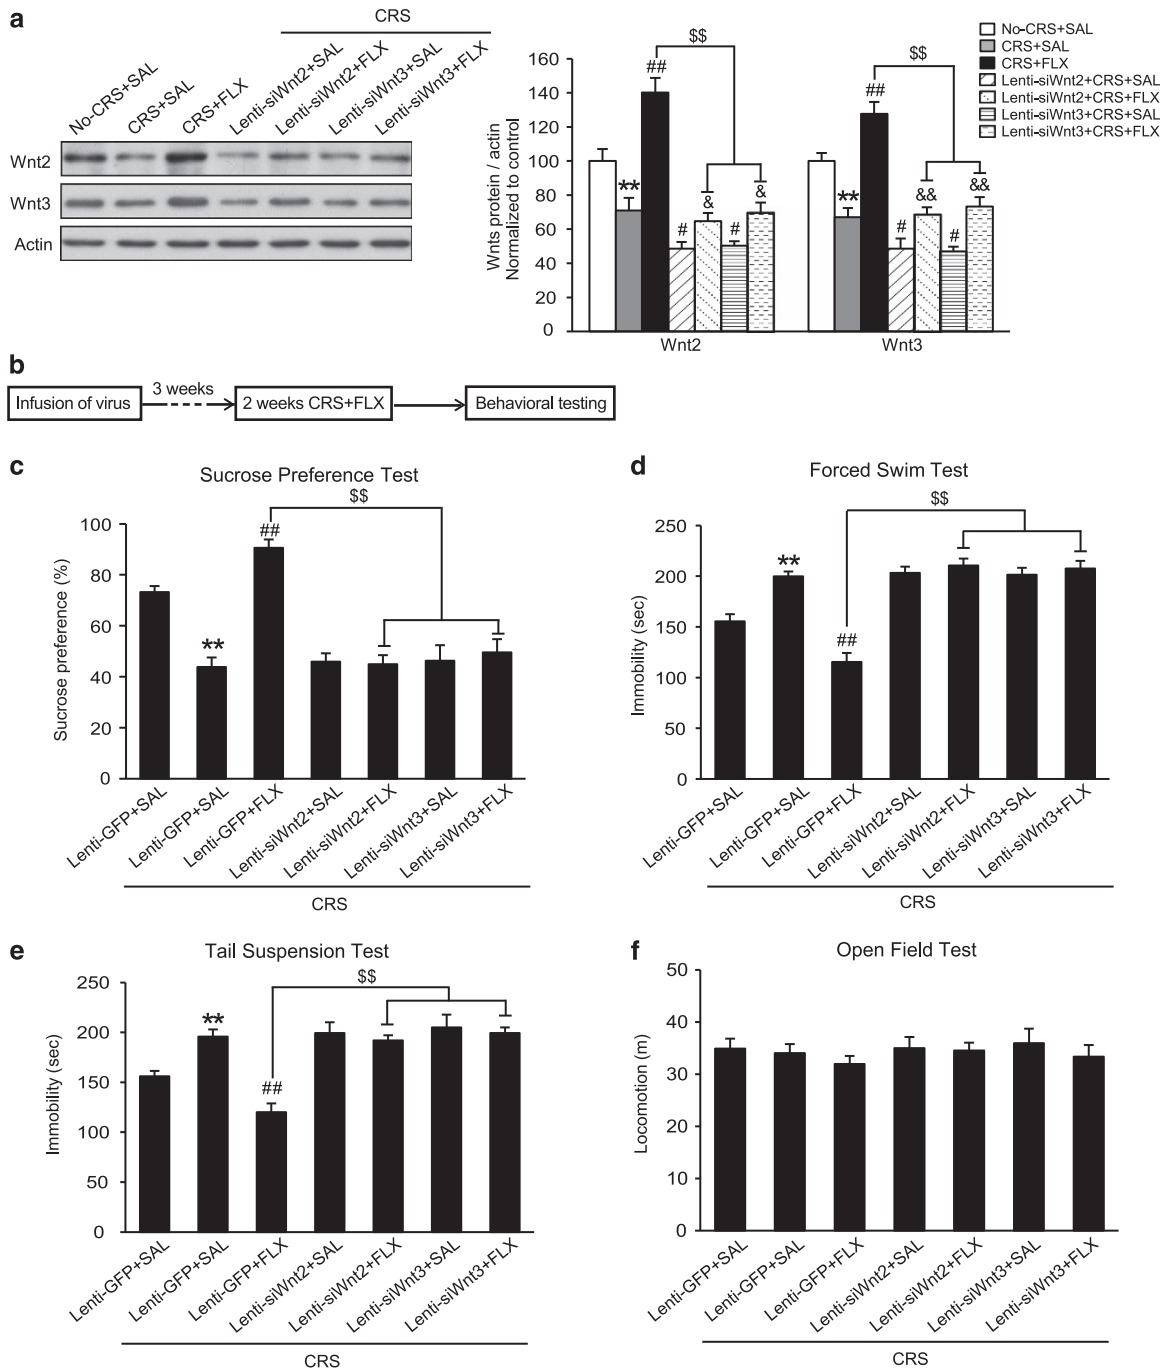 a
CRS
No-CRS+SAL
CRS+SAL
CRS+FLX
Lenti-siWnt2+SAL
Lenti-siWnt2+FLX
Lenti-siWnt3+SAL
Lenti-siWnt3+FLX
Wnt2
Wnt3
Actin
Wnts protein / actin
Normalized to control
160
140
120
100
80
60
40
20
0
** ## # & # & $$
** ## # && # && $$
Wnt2
Wnt3
No-CRS+SAL
CRS+SAL
CRS+FLX
Lenti-siWnt2+CRS+SAL
Lenti-siWnt2+CRS+FLX
Lenti-siWnt3+CRS+SAL
Lenti-siWnt3+CRS+FLX
b
Infusion of virus
3 weeks
2 weeks CRS+FLX
Behavioral testing
c
Sucrose Preference Test
Sucrose preference (%)
100
80
60
40
20
0
** ## $$
Lenti-GFP+SAL
Lenti-GFP+SAL
Lenti-GFP+FLX
Lenti-siWnt2+SAL
Lenti-siWnt2+FLX
Lenti-siWnt3+SAL
Lenti-siWnt3+FLX
CRS
d
Forced Swim Test
Immobility (sec)
250
200
150
100
50
0
** ## $$
Lenti-GFP+SAL
Lenti-GFP+SAL
Lenti-GFP+FLX
Lenti-siWnt2+SAL
Lenti-siWnt2+FLX
Lenti-siWnt3+SAL
Lenti-siWnt3+FLX
CRS
e
Tail Suspension Test
Immobility (sec)
250
200
150
100
50
0
** ## $$
Lenti-GFP+SAL
Lenti-GFP+SAL
Lenti-GFP+FLX
Lenti-siWnt2+SAL
Lenti-siWnt2+FLX
Lenti-siWnt3+SAL
Lenti-siWnt3+FLX
CRS
f
Open Field Test
Locomotion (m)
50
40
30
20
10
0
Lenti-GFP+SAL
Lenti-GFP+SAL
Lenti-GFP+FLX
Lenti-siWnt2+SAL
Lenti-siWnt2+FLX
Lenti-siWnt3+SAL
Lenti-siWnt3+FLX
CRS